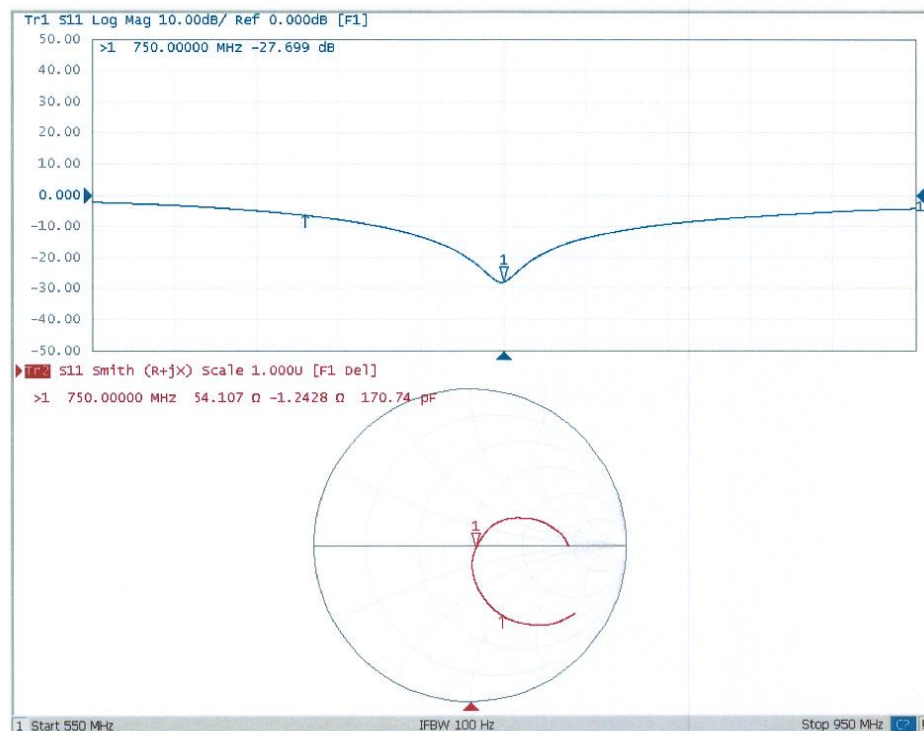 Tr1 S11 Log Mag 10.00dB/ Ref 0.000dB [F1]
50.00
>1 750.00000 MHz -27.699 dB
40.00
30.00
20.00
10.00
0.000
1
-10.00
-20.00
1
-30.00
-40.00
-50.00
Tr2 S11 Smith (R+jX) Scale 1.000U [F1 Del]
>1 750.00000 MHz 54.107 Ω -1.2428 Ω 170.74 pF
1
1 Start 550 MHz IFBW 100 Hz Stop 950 MHz C?